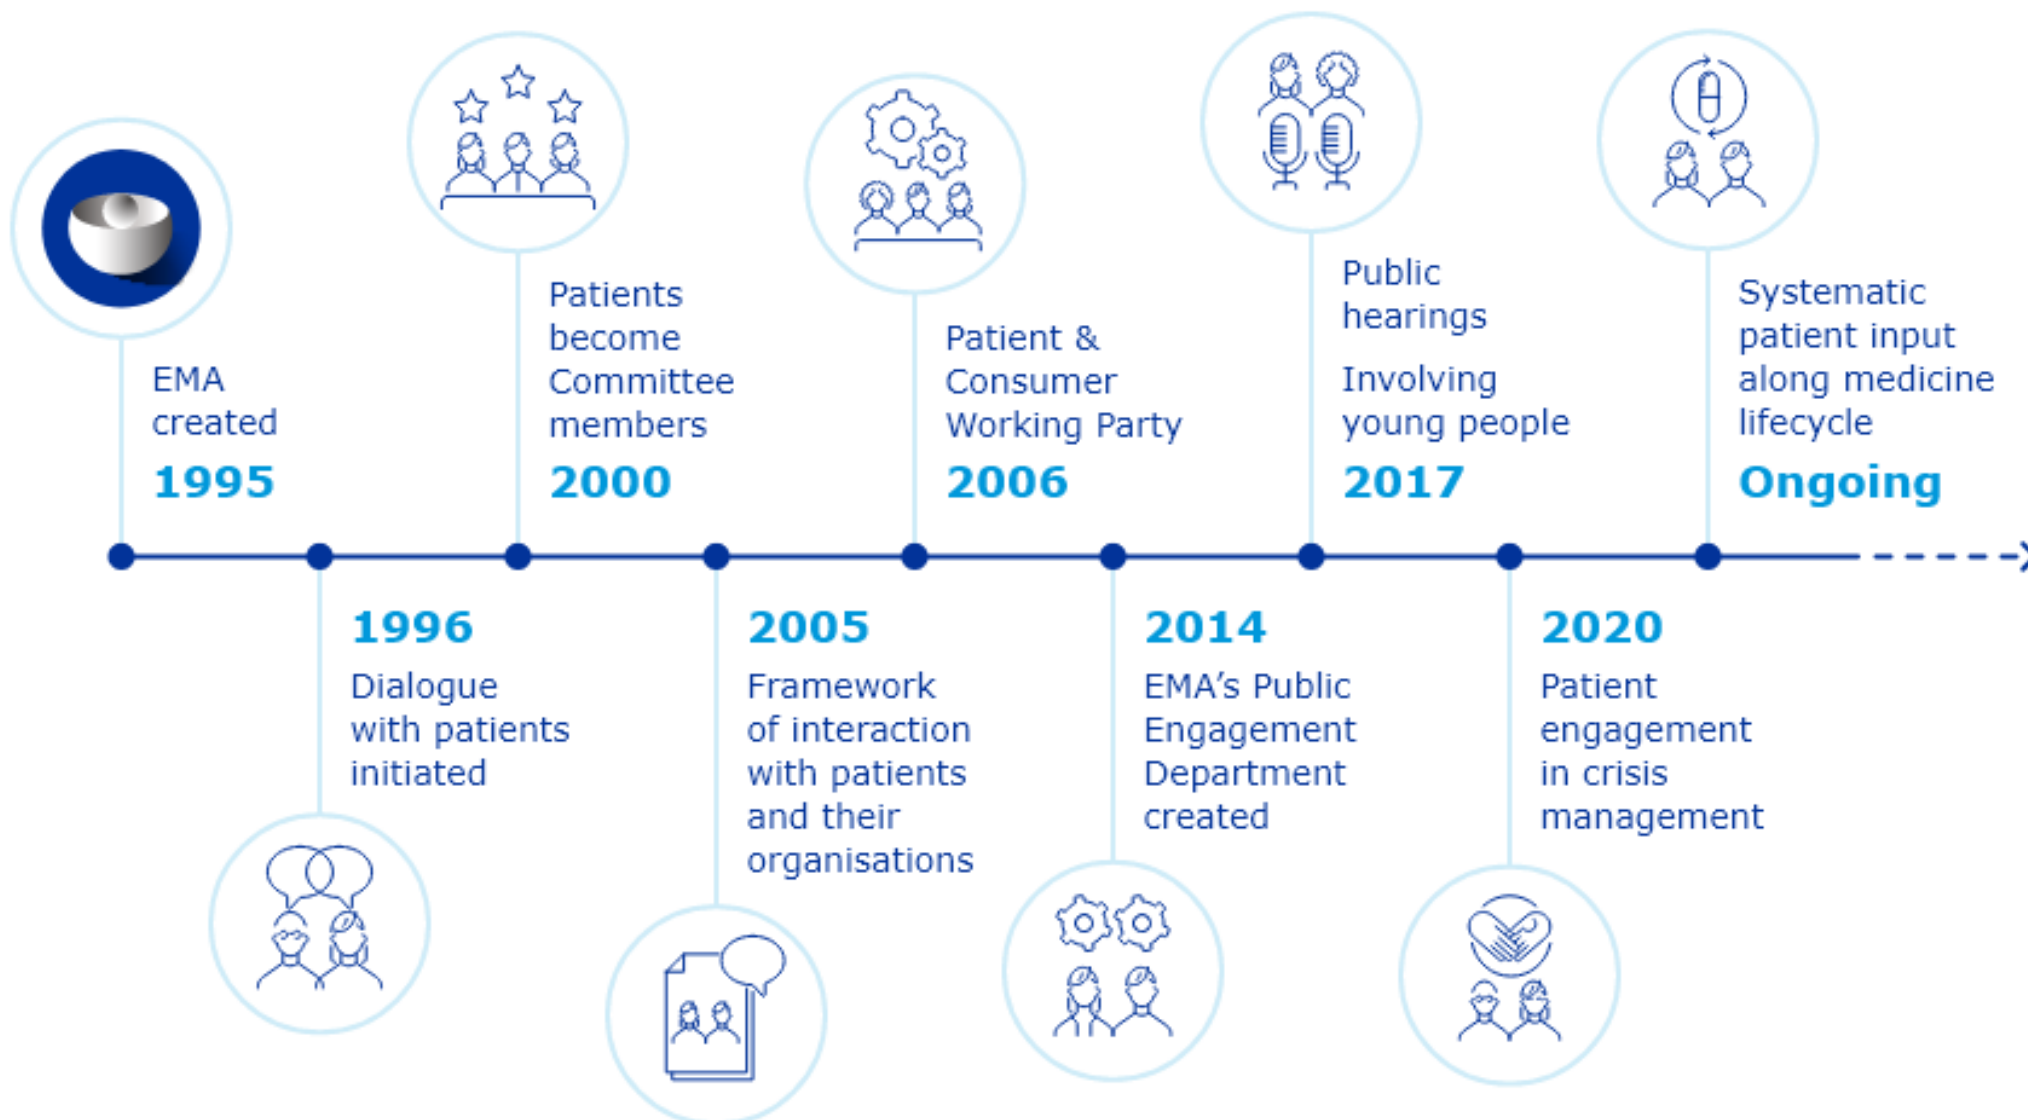 EMA
created
1995
1996
Dialogue
with patients
initiated
Patients
become
Committee
members
2000
2005
Framework
of interaction
with patients
and their
organisations
Patient &
Consumer
Working Party
2006
2014
EMA’s Public
Engagement
Department
created
Public
hearings
Involving
young people
2017
2020
Patient
engagement
in crisis
management
Systematic
patient input
along medicine
lifecycle
Ongoing